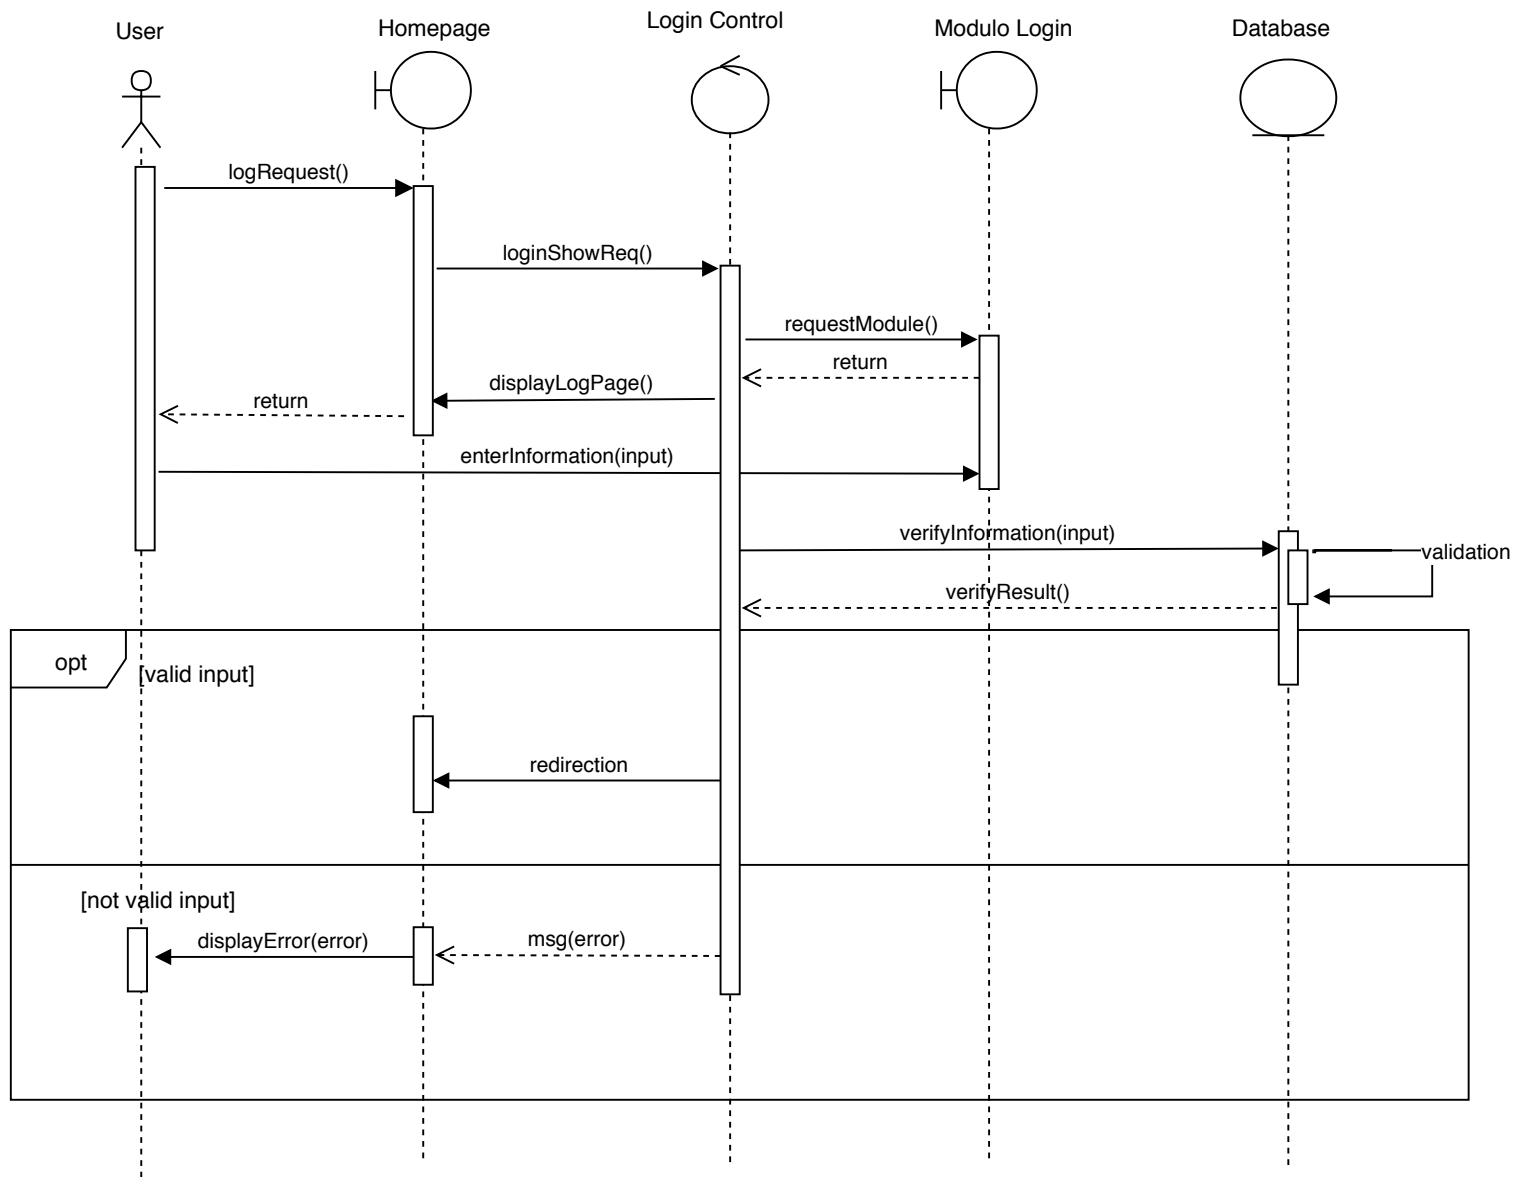 User
Homepage
Login Control
Modulo Login
Database
logRequest()
loginShowReq()
requestModule()
return
displayLogPage()
return
enterInformation(input)
verifyInformation(input)
validation
verifyResult()
opt
[valid input]
redirection
[not valid input]
displayError(error)
msg(error)